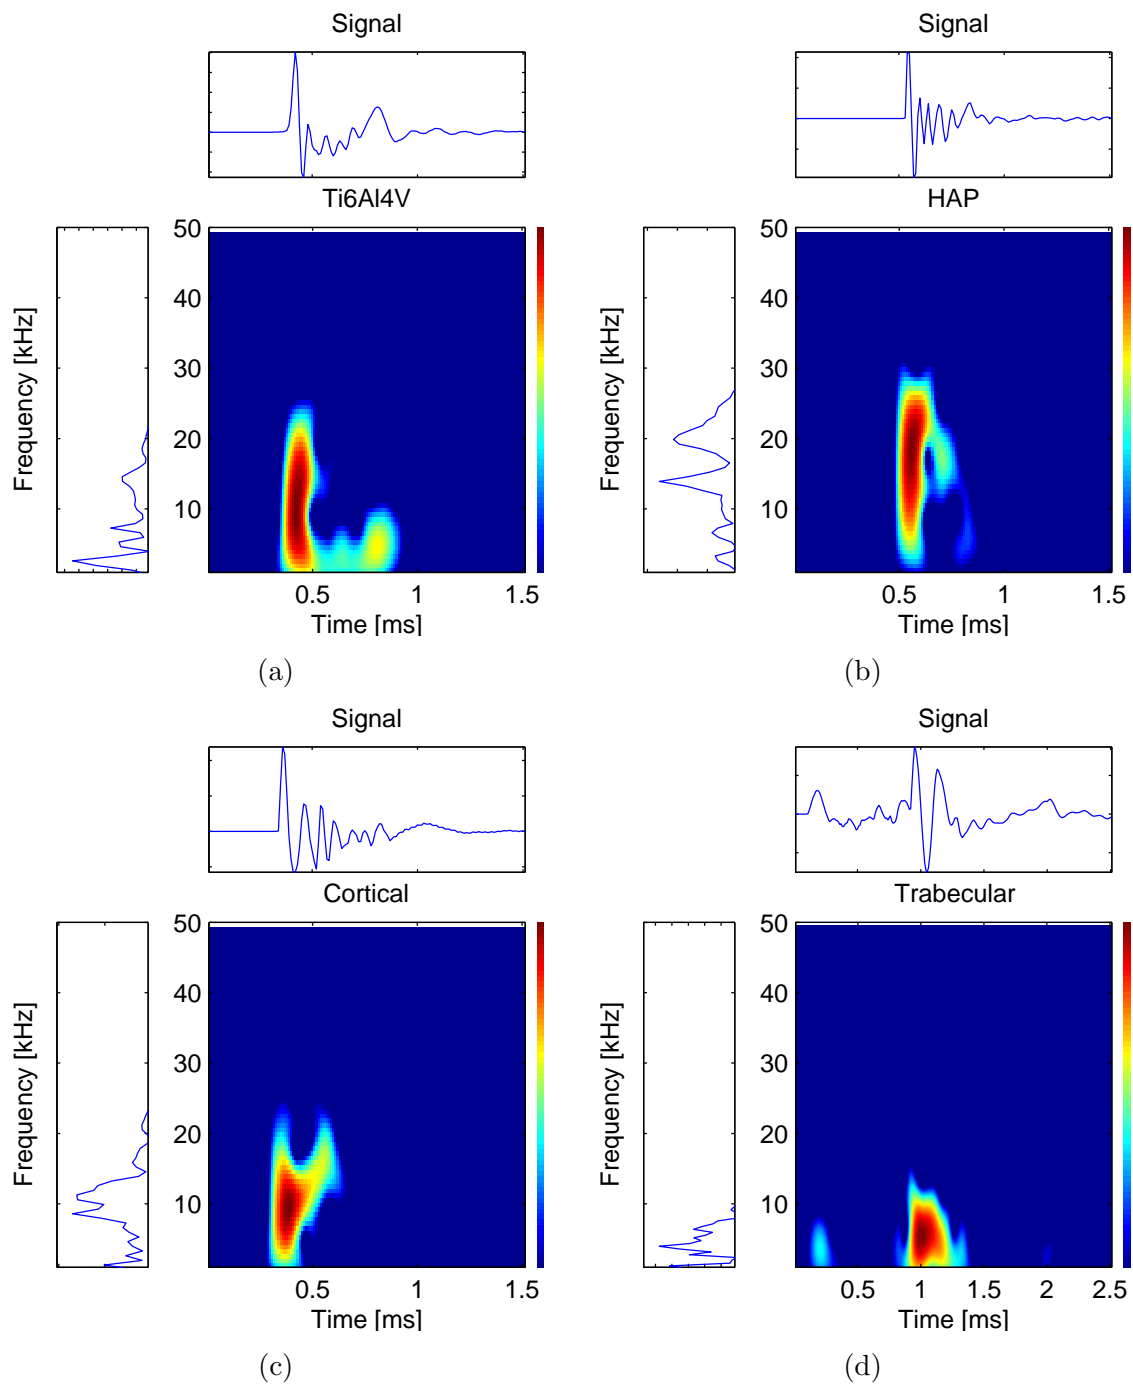 Signal
Ti6Al4V
Frequency [kHz]
50
40
30
20
10
0.5 1 1.5
Time [ms]
(a)
Signal
HAP
Frequency [kHz]
50
40
30
20
10
0.5 1 1.5
Time [ms]
(b)
Signal
Cortical
Frequency [kHz]
50
40
30
20
10
0.5 1 1.5
Time [ms]
(c)
Signal
Trabecular
Frequency [kHz]
50
40
30
20
10
0.5 1 1.5 2 2.5
Time [ms]
(d)